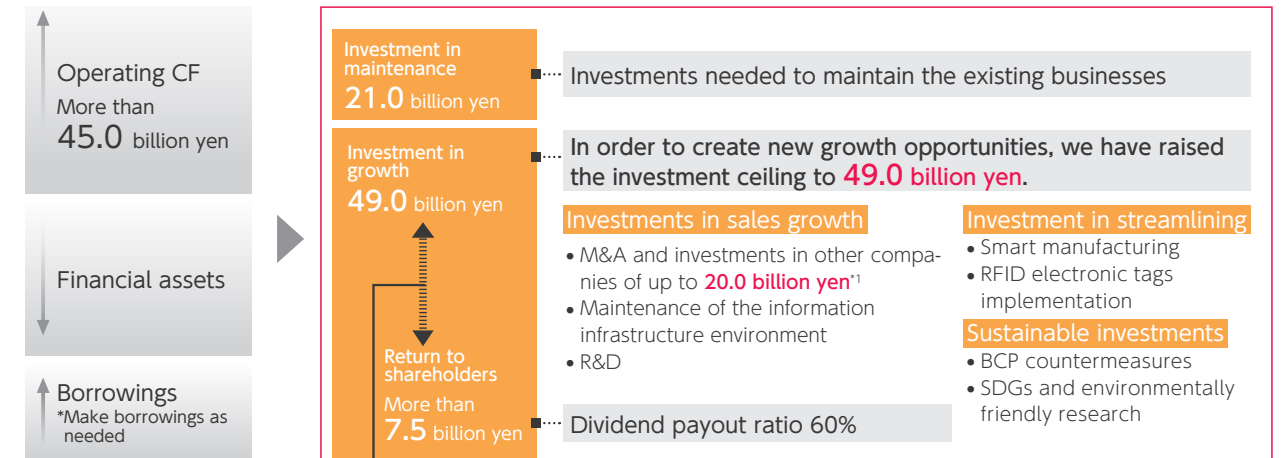 Operating CF
More than
45.0 billion yen
Financial assets
Borrowings
*Make borrowings as
needed
Investment in
maintenance
21.0 billion yen
Investments needed to maintain the existing businesses
Investment in
growth
49.0 billion yen
In order to create new growth opportunities, we have raised
the investment ceiling to 49.0 billion yen.
Investments in sales growth
• M&A and investments in other compa-
nies of up to 20.0 billion yen*1
• Maintenance of the information
infrastructure environment
• R&D
Investment in streamlining
• Smart manufacturing
• RFID electronic tags
implementation
Sustainable investments
• BCP countermeasures
• SDGs and environmentally
friendly research
Return to
shareholders
More than
7.5 billion yen
Dividend payout ratio 60%